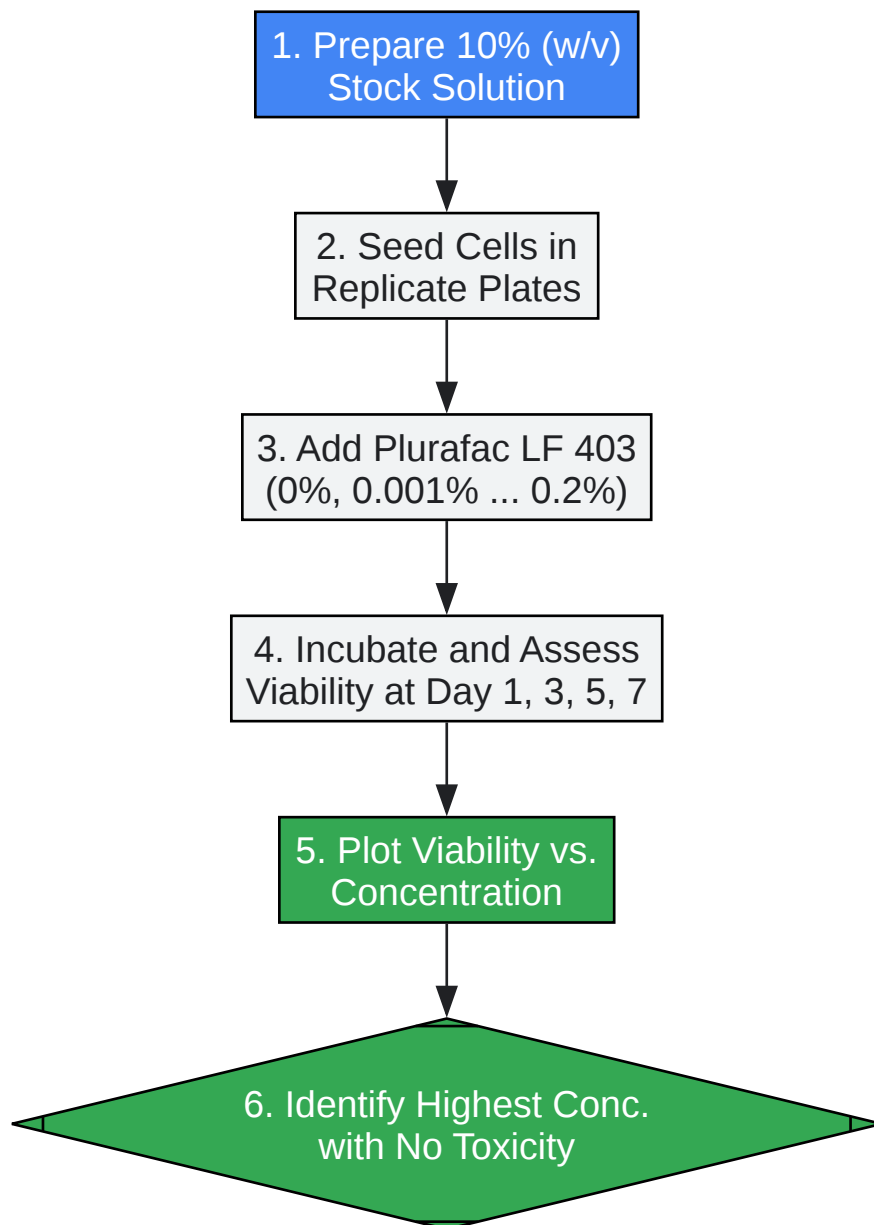 1. Prepare 10% (w/v)
Stock Solution
2. Seed Cells in
Replicate Plates
3. Add Plurafac LF 403
(0%, 0.001% ... 0.2%)
4. Incubate and Assess
Viability at Day 1, 3, 5, 7
5. Plot Viability vs.
Concentration
6. Identify Highest Conc.
with No Toxicity